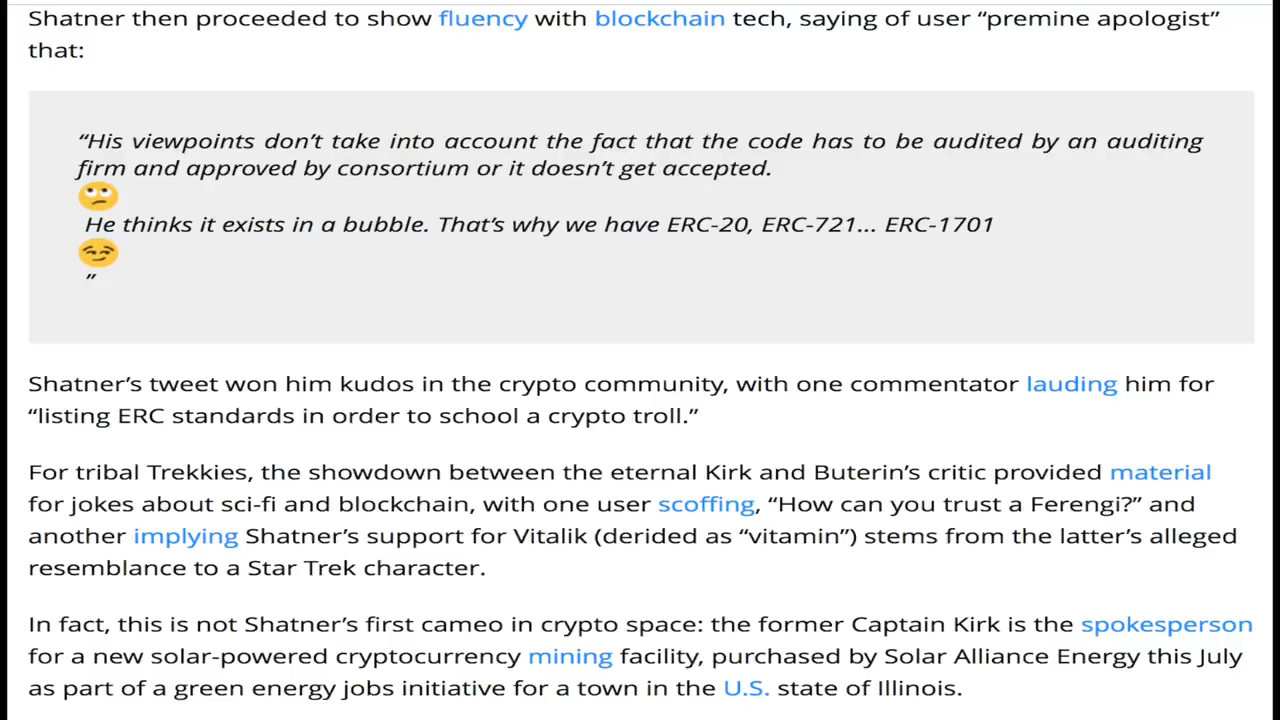 Shatner then proceeded to show fluency with blockchain tech, saying of user “premine apologist”
that:
“His viewpoints don’t take into account the fact that the code has to be audited by an auditing
firm and approved by consortium or it doesn’t get accepted.
🙄
He thinks it exists in a bubble. That’s why we have ERC-20, ERC-721... ERC-1701
😏
”
Shatner’s tweet won him kudos in the crypto community, with one commentator lauding him for
“listing ERC standards in order to school a crypto troll.”
For tribal Trekkies, the showdown between the eternal Kirk and Buterin’s critic provided material
for jokes about sci-fi and blockchain, with one user scoffing, “How can you trust a Ferengi?” and
another implying Shatner’s support for Vitalik (derided as “vitamin”) stems from the latter’s alleged
resemblance to a Star Trek character.
In fact, this is not Shatner’s first cameo in crypto space: the former Captain Kirk is the spokesperson
for a new solar-powered cryptocurrency mining facility, purchased by Solar Alliance Energy this July
as part of a green energy jobs initiative for a town in the U.S. state of Illinois.